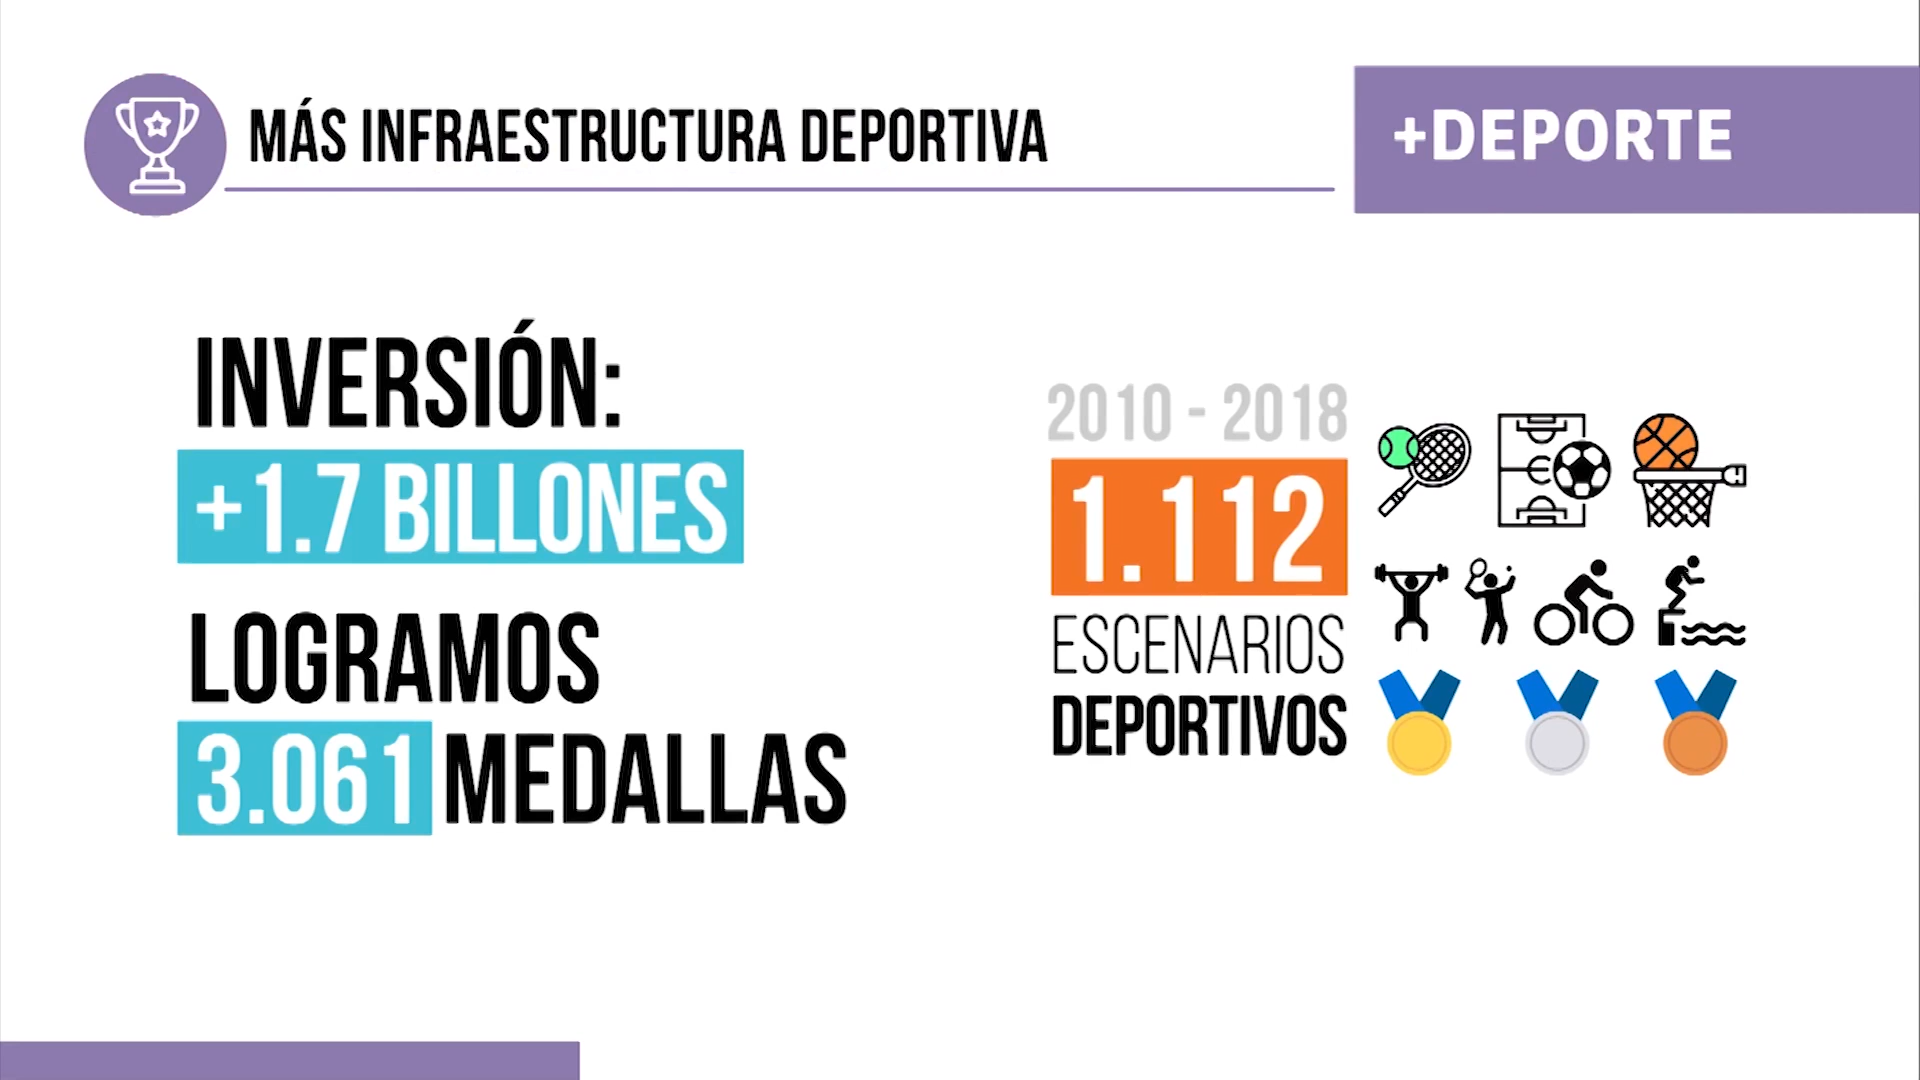 MÁS INFRAESTRUCTURA DEPORTIVA
+DEPORTE
INVERSIÓN:
+1.7 BILLONES
LOGRAMOS
3.061 MEDALLAS
2010 - 2018
1.112
ESCENARIOS
DEPORTIVOS